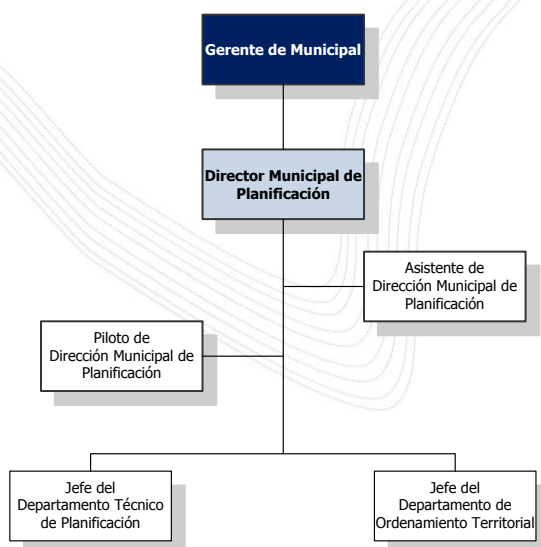 Gerente de Municipal
Director Municipal de
Planificación
Asistente de
Dirección Municipal de
Planificación
Piloto de
Dirección Municipal de
Planificación
Jefe del
Departamento Técnico
de Planificación
Jefe del
Departamento de
Ordenamiento Territorial